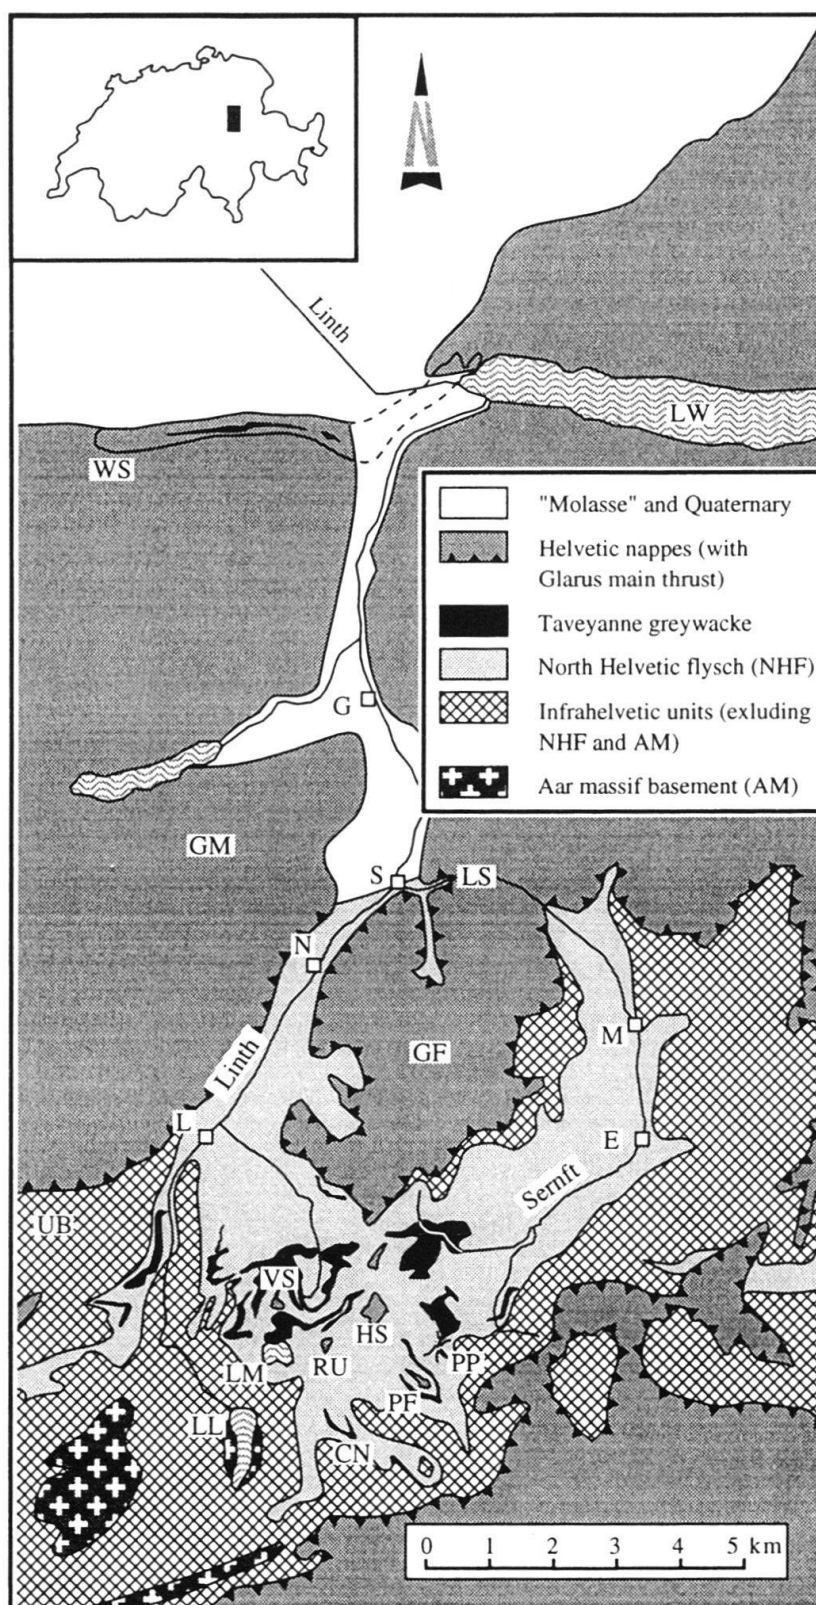 N
Linth
LW
WS
"Molasse" and Quaternary
Helvetic nappes (with
Glarus main thrust)
Taveyanne greywacke
North Helvetic flysch (NHF)
Infrahelvetic units (exluding
NHF and AM)
Aar massif basement (AM)
G
GM
S
LS
N
M
GF
Linth
L
E
Sernft
UB
VS
HS
LM
RU
PP
PF
LL
CN
0 1 2 3 4 5 km